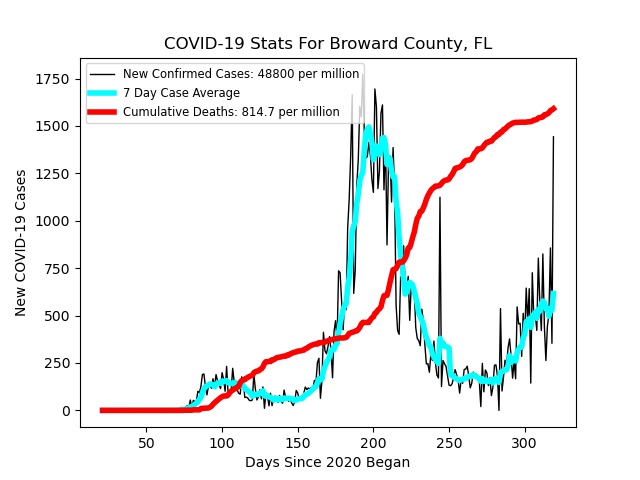 COVID-19 Stats For Broward County, FL
New Confirmed Cases: 48800 per million
7 Day Case Average
Cumulative Deaths: 814.7 per million
1750
1500
1250
1000
750
500
250
0
New COVID-19 Cases
50 100 150 200 250 300
Days Since 2020 Began